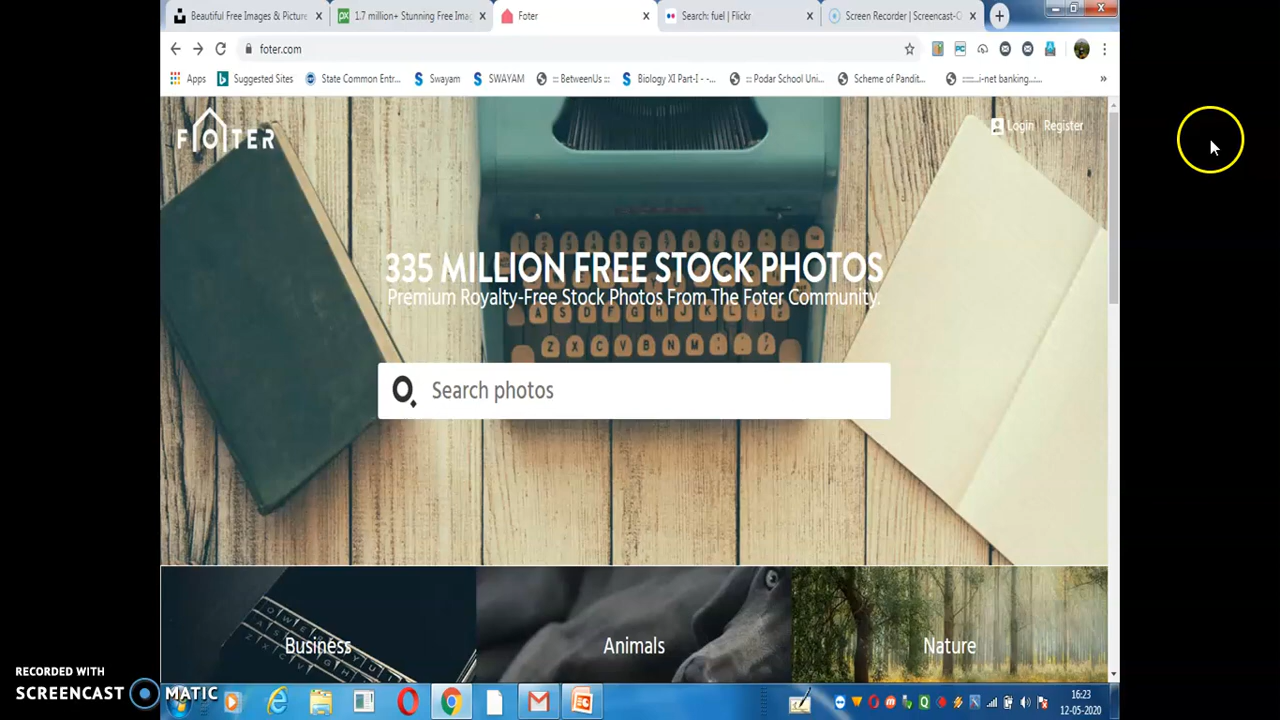 Beautiful Free Images & Picture
1.7 million+ Stunning Free Imag
Foter
Search: fuel | Flickr
Screen Recorder | Screencast-O
foter.com
Apps
Suggested Sites
State Common Entr...
Swayam
SWAYAM
::: BetweenUs :::
Biology XI Part-I - -...
::: Podar School Uni...
Scheme of Pandit...
:::::...i-net banking...:...
»
FOTER
Login
Register
335 MILLION FREE STOCK PHOTOS
Premium Royalty-Free Stock Photos From The Foter Community.
A S D F G H J K L
Z X C V B N M
Search photos
Business
Animals
Nature
RECORDED WITH
SCREENCAST MATIC
16:23
12-05-2020